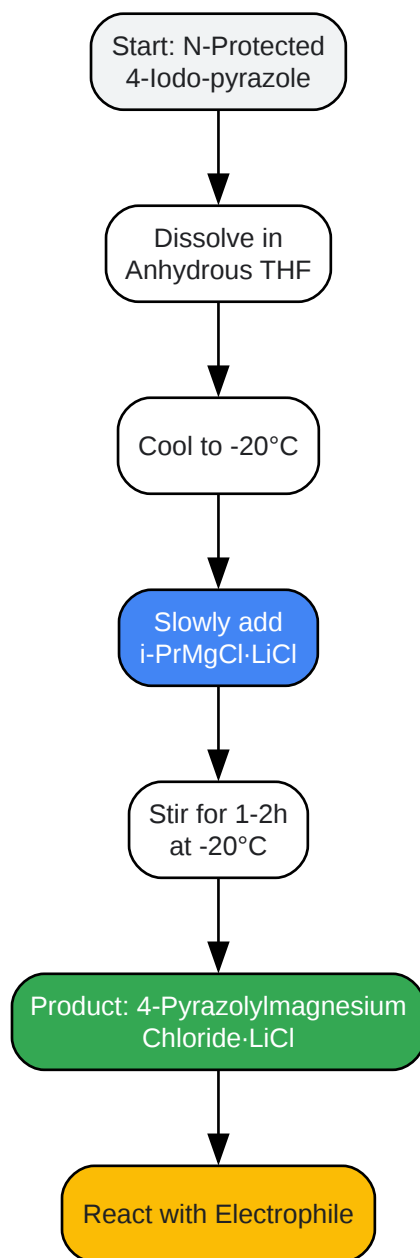 Start: N-Protected
4-Iodo-pyrazole
Dissolve in
Anhydrous THF
Cool to -20°C
Slowly add
i-PrMgCl·LiCl
Stir for 1-2h
at -20°C
Product: 4-Pyrazolylmagnesium
Chloride·LiCl
React with Electrophile